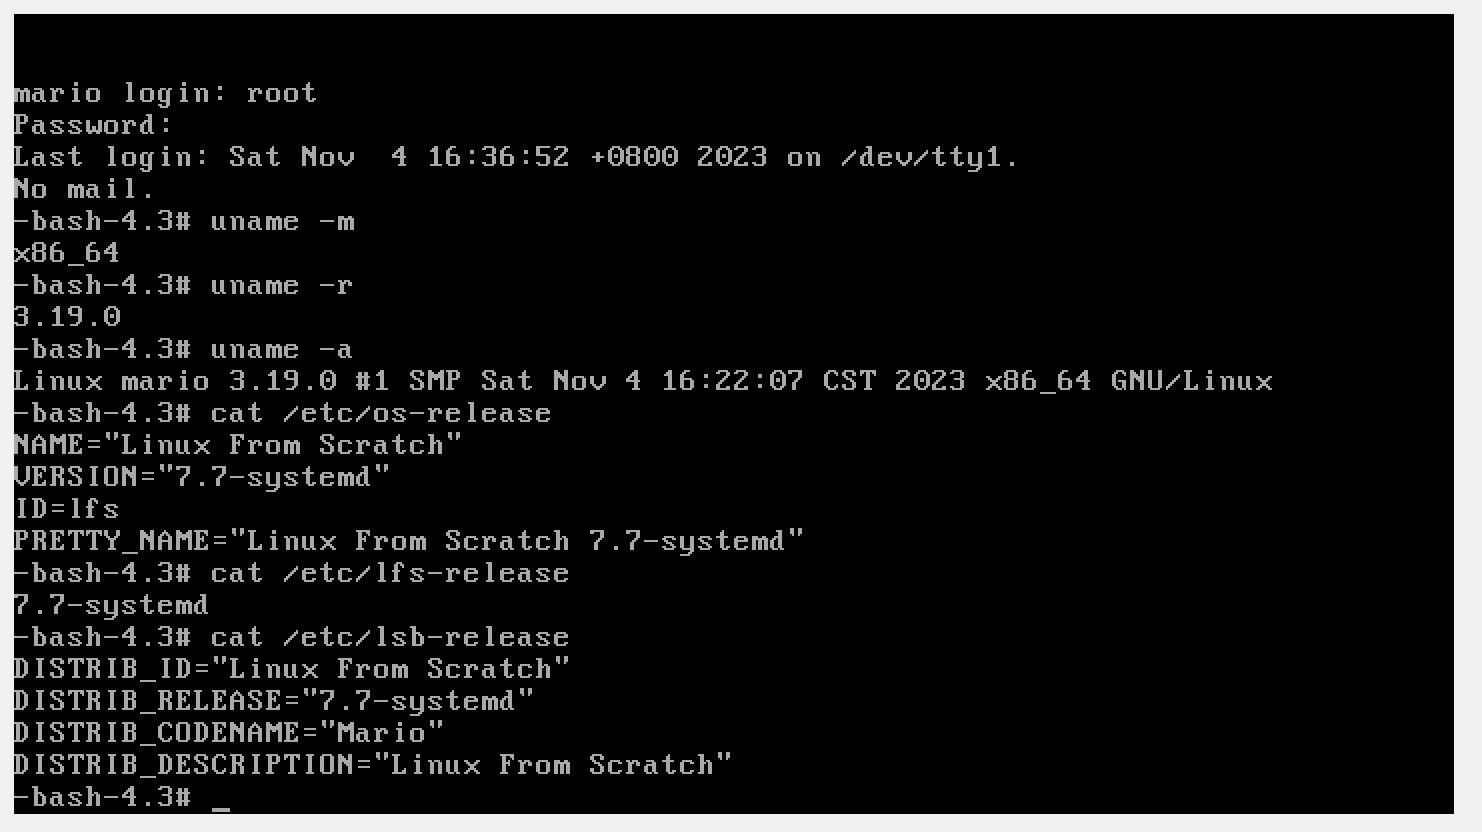 mario login: root
Password:
Last login: Sat Nov  4 16:36:52 +0800 2023 on /dev/tty1.
No mail.
-bash-4.3# uname -m
x86_64
-bash-4.3# uname -r
3.19.0
-bash-4.3# uname -a
Linux mario 3.19.0 #1 SMP Sat Nov 4 16:22:07 CST 2023 x86_64 GNU/Linux
-bash-4.3# cat /etc/os-release
NAME="Linux From Scratch"
VERSION="7.7-systemd"
ID=lfs
PRETTY_NAME="Linux From Scratch 7.7-systemd"
-bash-4.3# cat /etc/lfs-release
7.7-systemd
-bash-4.3# cat /etc/lsb-release
DISTRIB_ID="Linux From Scratch"
DISTRIB_RELEASE="7.7-systemd"
DISTRIB_CODENAME="Mario"
DISTRIB_DESCRIPTION="Linux From Scratch"
-bash-4.3# _